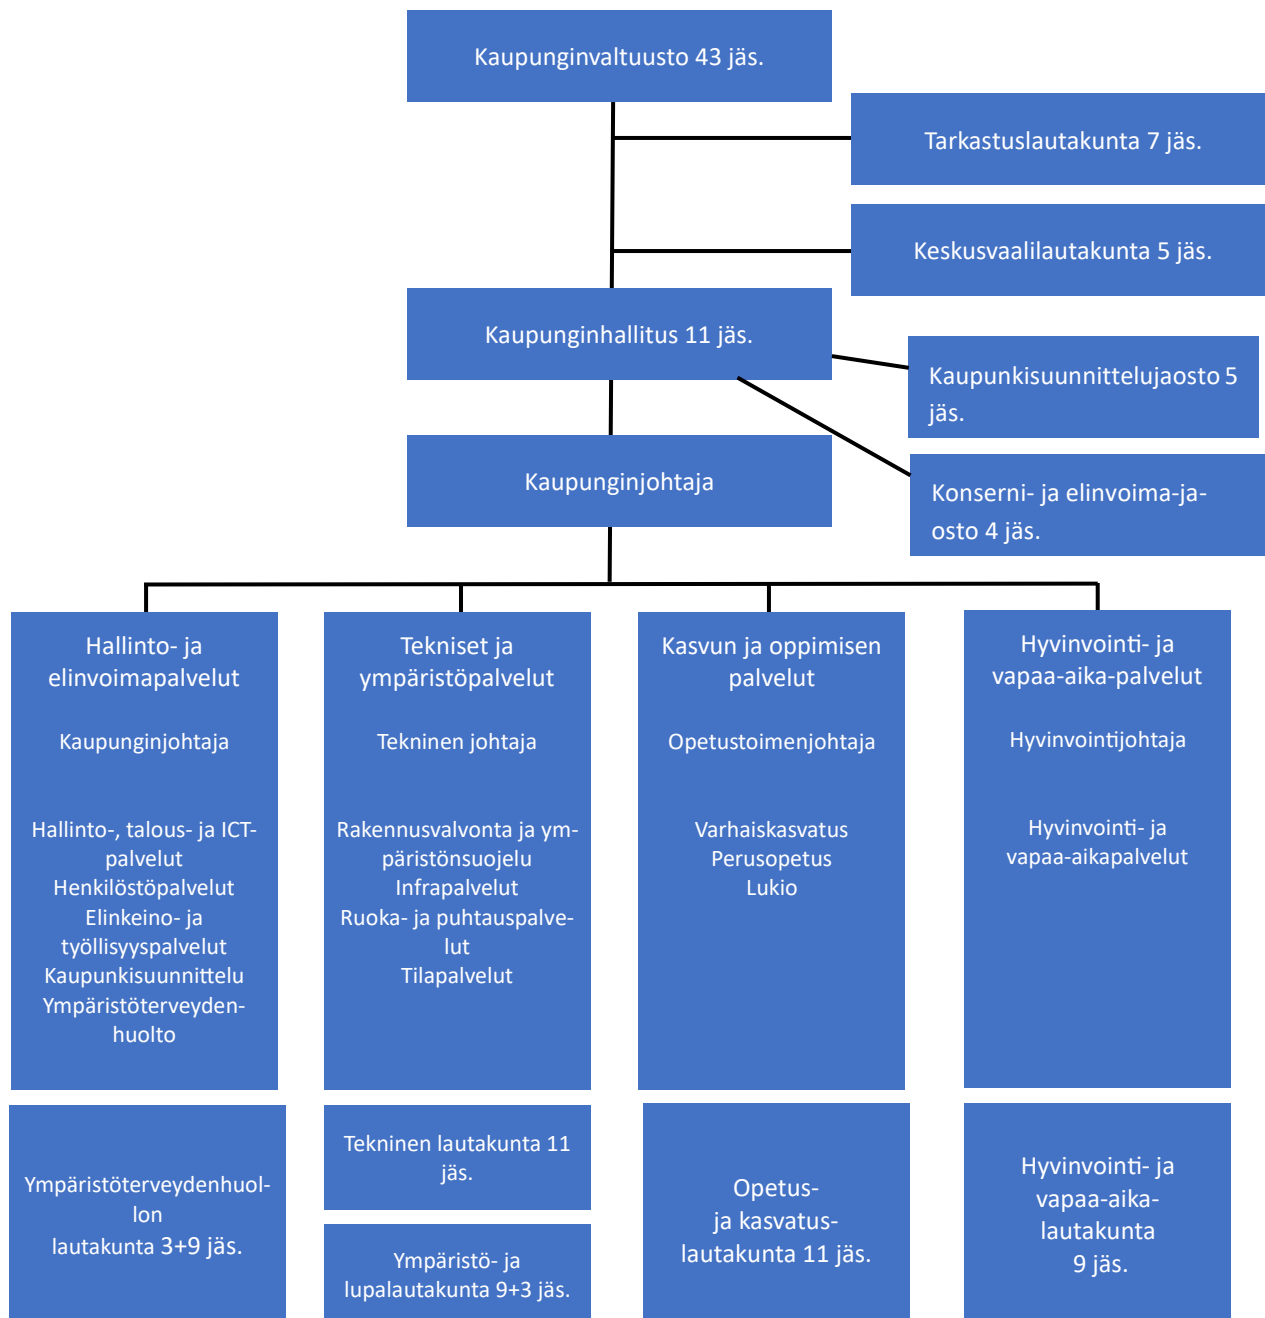 Kaupunginvaltuusto 43 jäs.
Tarkastuslautakunta 7 jäs.
Keskusvaalilautakunta 5 jäs.
Kaupunginhallitus 11 jäs.
Kaupunkisuunnittelujaosto 5
jäs.
Kaupunginjohtaja
Konserni- ja elinvoima-ja-
osto 4 jäs.
Hallinto- ja
elinvoimapalvelut
Kaupunginjohtaja
Hallinto-, talous- ja ICT-
palvelut
Henkilöstöpalvelut
Elinkeino- ja
työllisyyspalvelut
Kaupunkisuunnittelu
Ympäristöterveyden-
huolto
Tekniset ja
ympäristöpalvelut
Tekninen johtaja
Rakennusvalvonta ja ym-
päristönsuojelu
Infrapalvelut
Ruoka- ja puhtauspalve-
lut
Tilapalvelut
Kasvun ja oppimisen
palvelut
Opetustoimenjohtaja
Varhaiskasvatus
Perusopetus
Lukio
Hyvinvointi- ja
vapaa-aika-palvelut
Hyvinvointijohtaja
Hyvinvointi- ja
vapaa-aikapalvelut
Ympäristöterveydenhuol-
lon
lautakunta 3+9 jäs.
Tekninen lautakunta 11
jäs.
Ympäristö- ja
lupalautakunta 9+3 jäs.
Opetus-
ja kasvatus-
lautakunta 11 jäs.
Hyvinvointi- ja
vapaa-aika-
lautakunta
9 jäs.